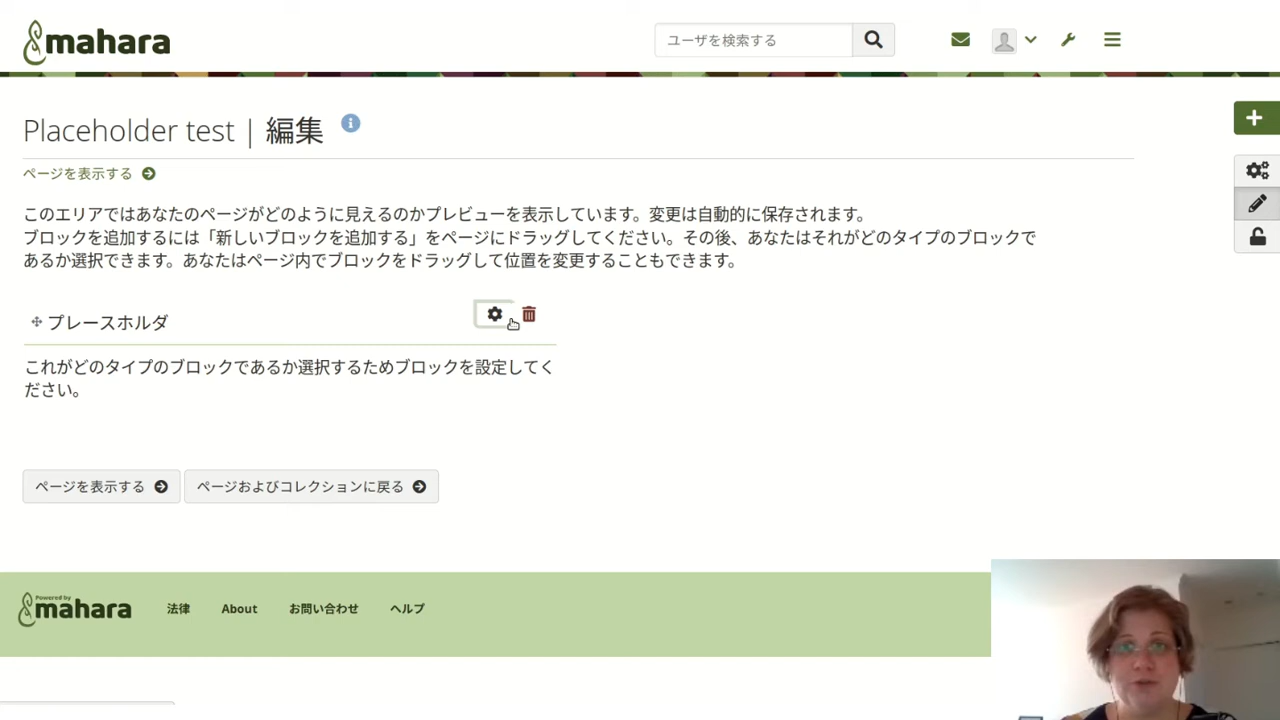 mahara
ユーザを検索する
Placeholder test | 編集
ページを表示する
このエリアではあなたのページがどのように見えるのかプレビューを表示しています。変更は自動的に保存されます。
ブロックを追加するには「新しいブロックを追加する」をページにドラッグしてください。その後、あなたはそれがどのタイプのブロックで
あるか選択できます。あなたはページ内でブロックをドラッグして位置を変更することもできます。
プレースホルダ
これがどのタイプのブロックであるか選択するためブロックを設定してく
ださい。
ページを表示する
ページおよびコレクションに戻る
Powered by
mahara
法律
About
お問い合わせ
ヘルプ